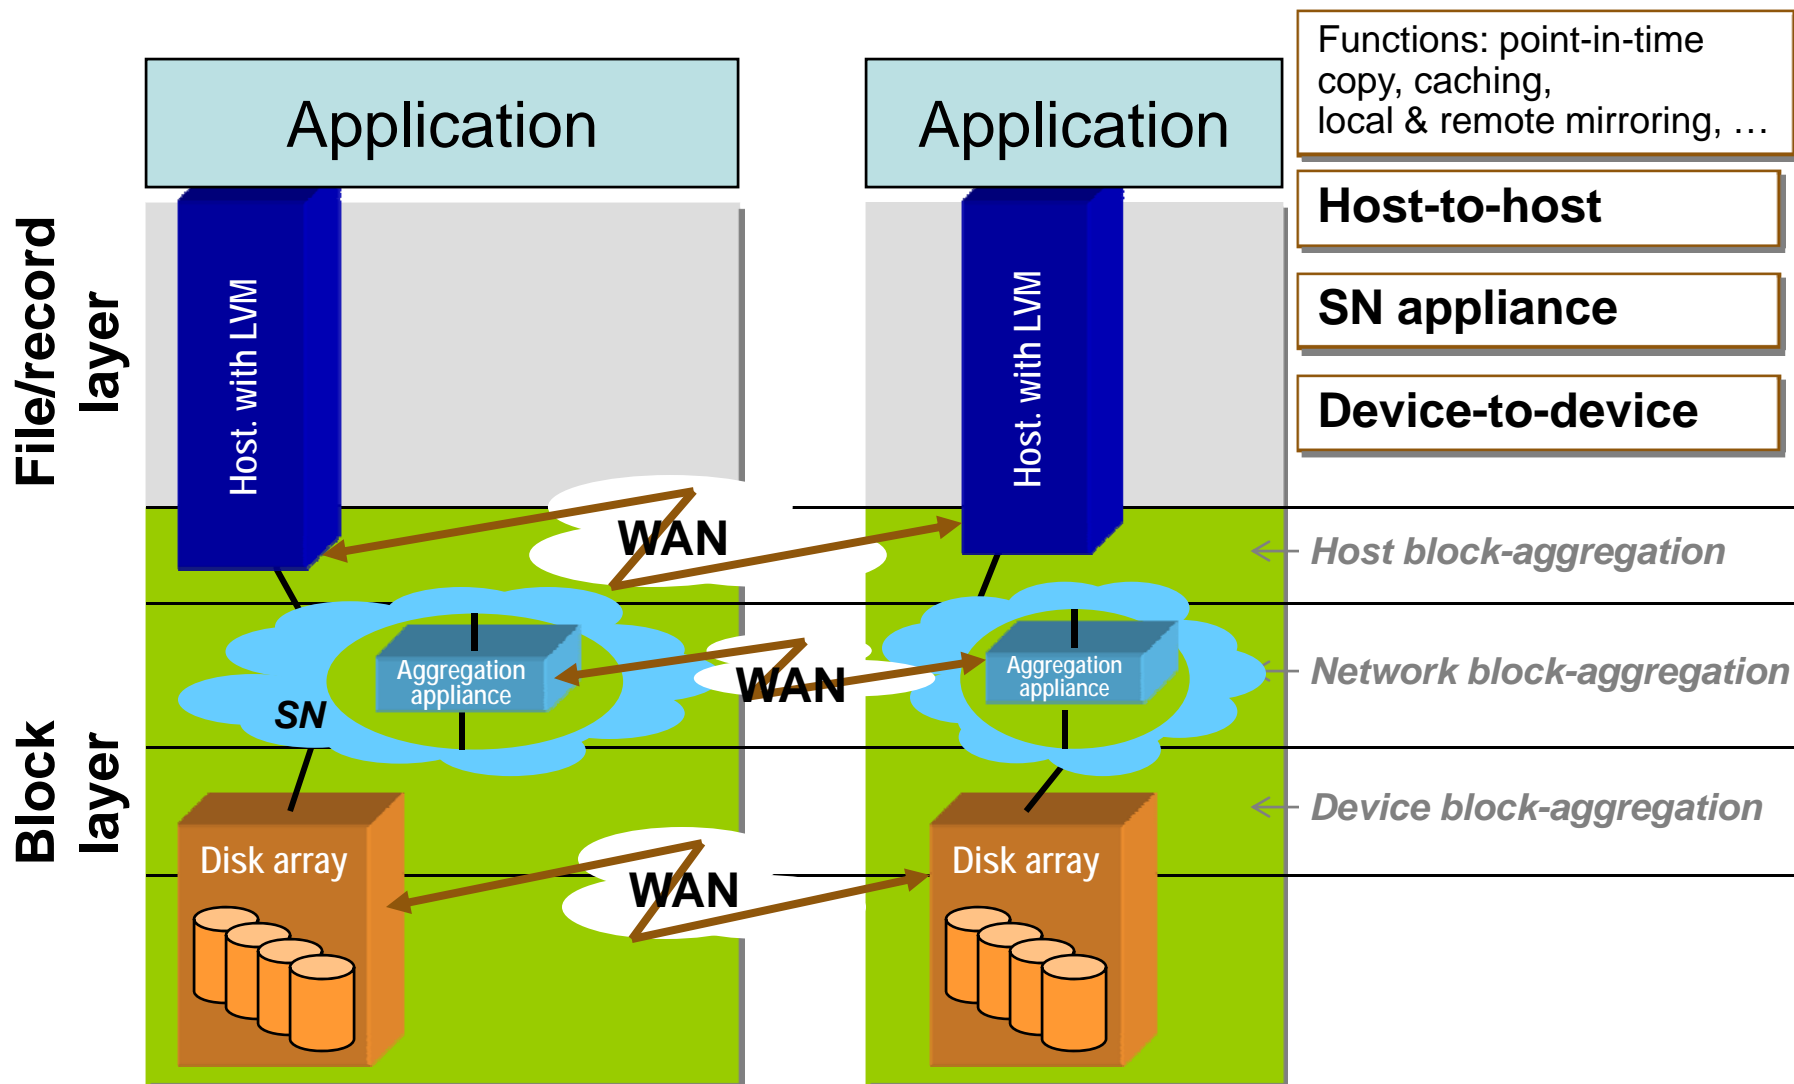 Application
Application
Functions: point-in-time
copy, caching,
local & remote mirroring, …
Host-to-host
SN appliance
Device-to-device
File/record
layer
Host. with LVM
Host. with LVM
WAN
Host block-aggregation
Aggregation
appliance
WAN
Aggregation
appliance
Network block-aggregation
SN
Block
layer
Device block-aggregation
Disk array
WAN
Disk array